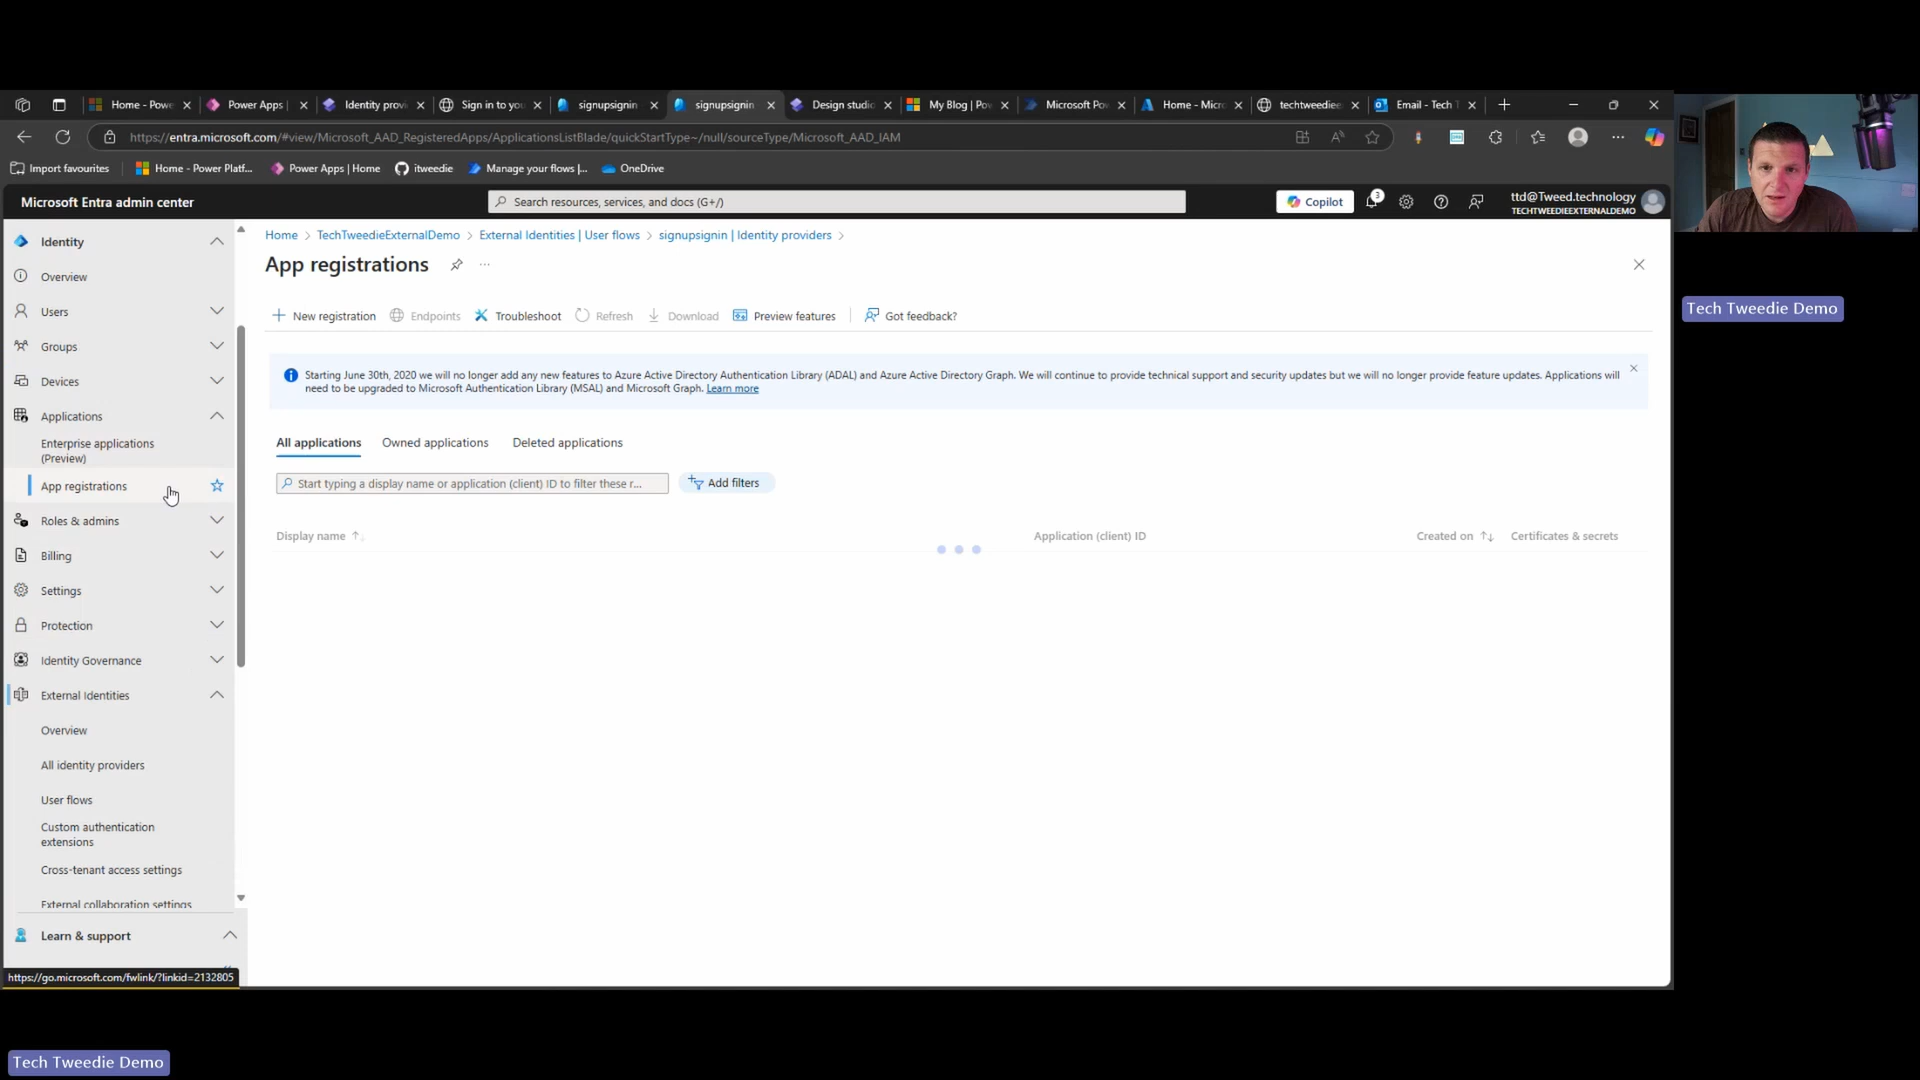 Home - Powe
Power Apps |
Identity provi
Sign in to you
signupsignin
signupsignin
Design studio
My Blog | Pow
Microsoft Pow
Home - Micro
techtweediee
Email - Tech T
https://entra.microsoft.com/#view/Microsoft_AAD_RegisteredApps/ApplicationsListBlade/quickStartType~/null/sourceType/Microsoft_AAD_IAM
Import favourites
Home - Power Platf...
Power Apps | Home
itweedie
Manage your flows |...
OneDrive
Microsoft Entra admin center
Search resources, services, and docs (G+/)
Copilot
3
ttd@Tweed.technology
TECHTWEEDIEEXTERNALDEMO
Identity
Overview
Users
Groups
Devices
Applications
Enterprise applications
(Preview)
App registrations
Roles & admins
Billing
Settings
Protection
Identity Governance
External Identities
Overview
All identity providers
User flows
Custom authentication
extensions
Cross-tenant access settings
External collaboration settings
Learn & support
https://go.microsoft.com/fwlink/?linkid=2132805
Home > TechTweedieExternalDemo > External Identities | User flows > signupsignin | Identity providers >
App registrations
New registration
Endpoints
Troubleshoot
Refresh
Download
Preview features
Got feedback?
Starting June 30th, 2020 we will no longer add any new features to Azure Active Directory Authentication Library (ADAL) and Azure Active Directory Graph. We will continue to provide technical support and security updates but we will no longer provide feature updates. Applications will
need to be upgraded to Microsoft Authentication Library (MSAL) and Microsoft Graph. Learn more
All applications
Owned applications
Deleted applications
Start typing a display name or application (client) ID to filter these r...
Add filters
Display name
Application (client) ID
Created on
Certificates & secrets
Tech Tweedie Demo
Tech Tweedie Demo